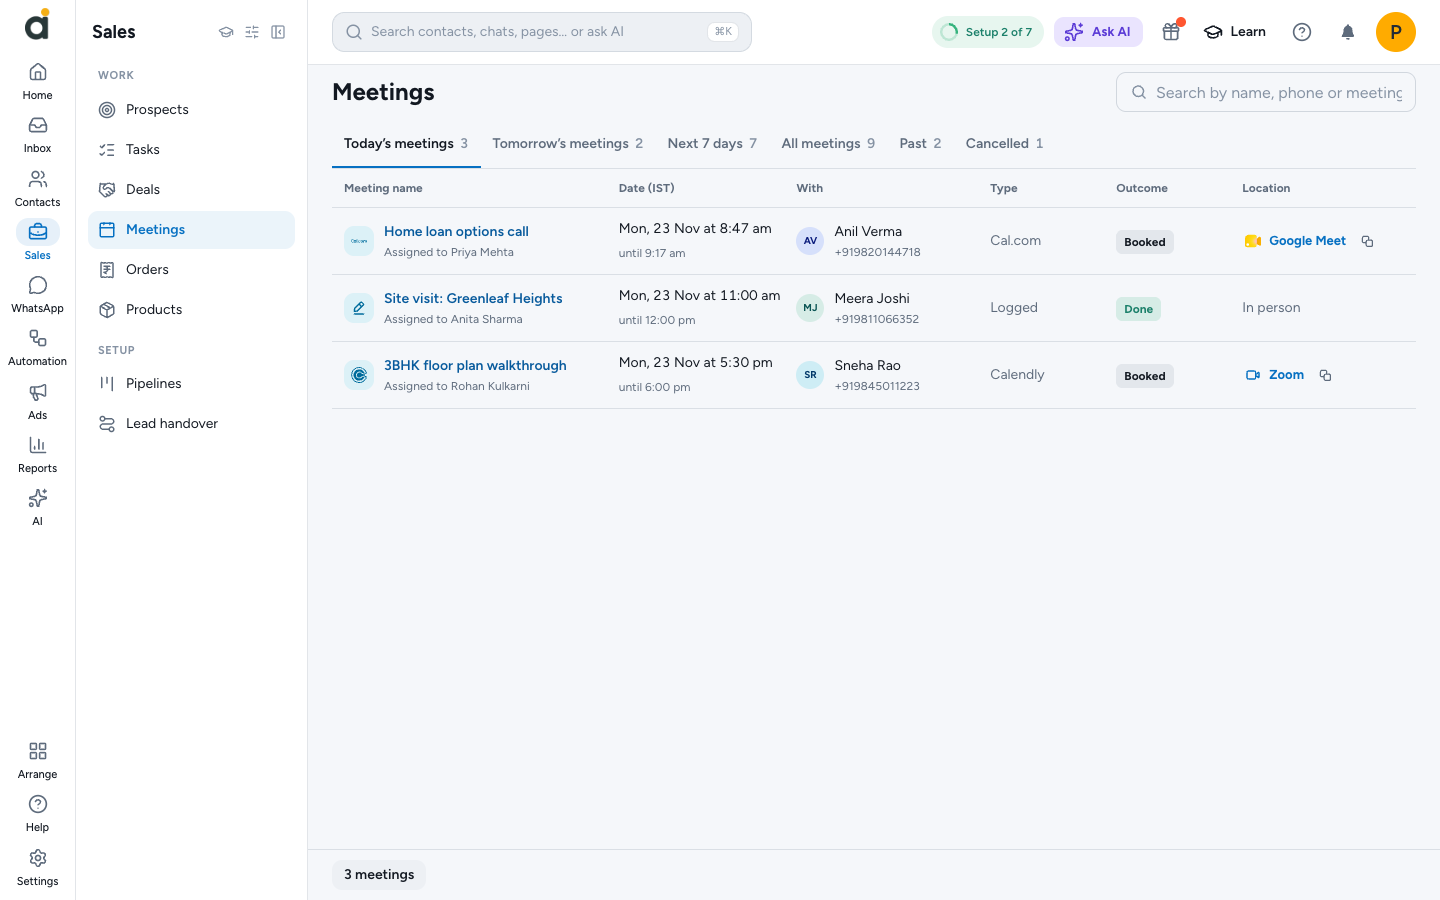 Sales
Search contacts, chats, pages... or ask AI
⌘K
Setup 2 of 7
Ask AI
Learn
P
Home
Inbox
Contacts
Sales
WhatsApp
Automation
Ads
Reports
AI
Arrange
Help
Settings
WORK
Prospects
Tasks
Deals
Meetings
Orders
Products
SETUP
Pipelines
Lead handover
Meetings
Search by name, phone or meeting
Today's meetings 3
Tomorrow's meetings 2
Next 7 days 7
All meetings 9
Past 2
Cancelled 1
Meeting name
Date (IST)
With
Type
Outcome
Location
Cal.com
Home loan options call
Assigned to Priya Mehta
Mon, 23 Nov at 8:47 am
until 9:17 am
AV
Anil Verma
+919820144718
Cal.com
Booked
Google Meet
Site visit: Greenleaf Heights
Assigned to Anita Sharma
Mon, 23 Nov at 11:00 am
until 12:00 pm
MJ
Meera Joshi
+919811066352
Logged
Done
In person
3BHK floor plan walkthrough
Assigned to Rohan Kulkarni
Mon, 23 Nov at 5:30 pm
until 6:00 pm
SR
Sneha Rao
+919845011223
Calendly
Booked
Zoom
3 meetings